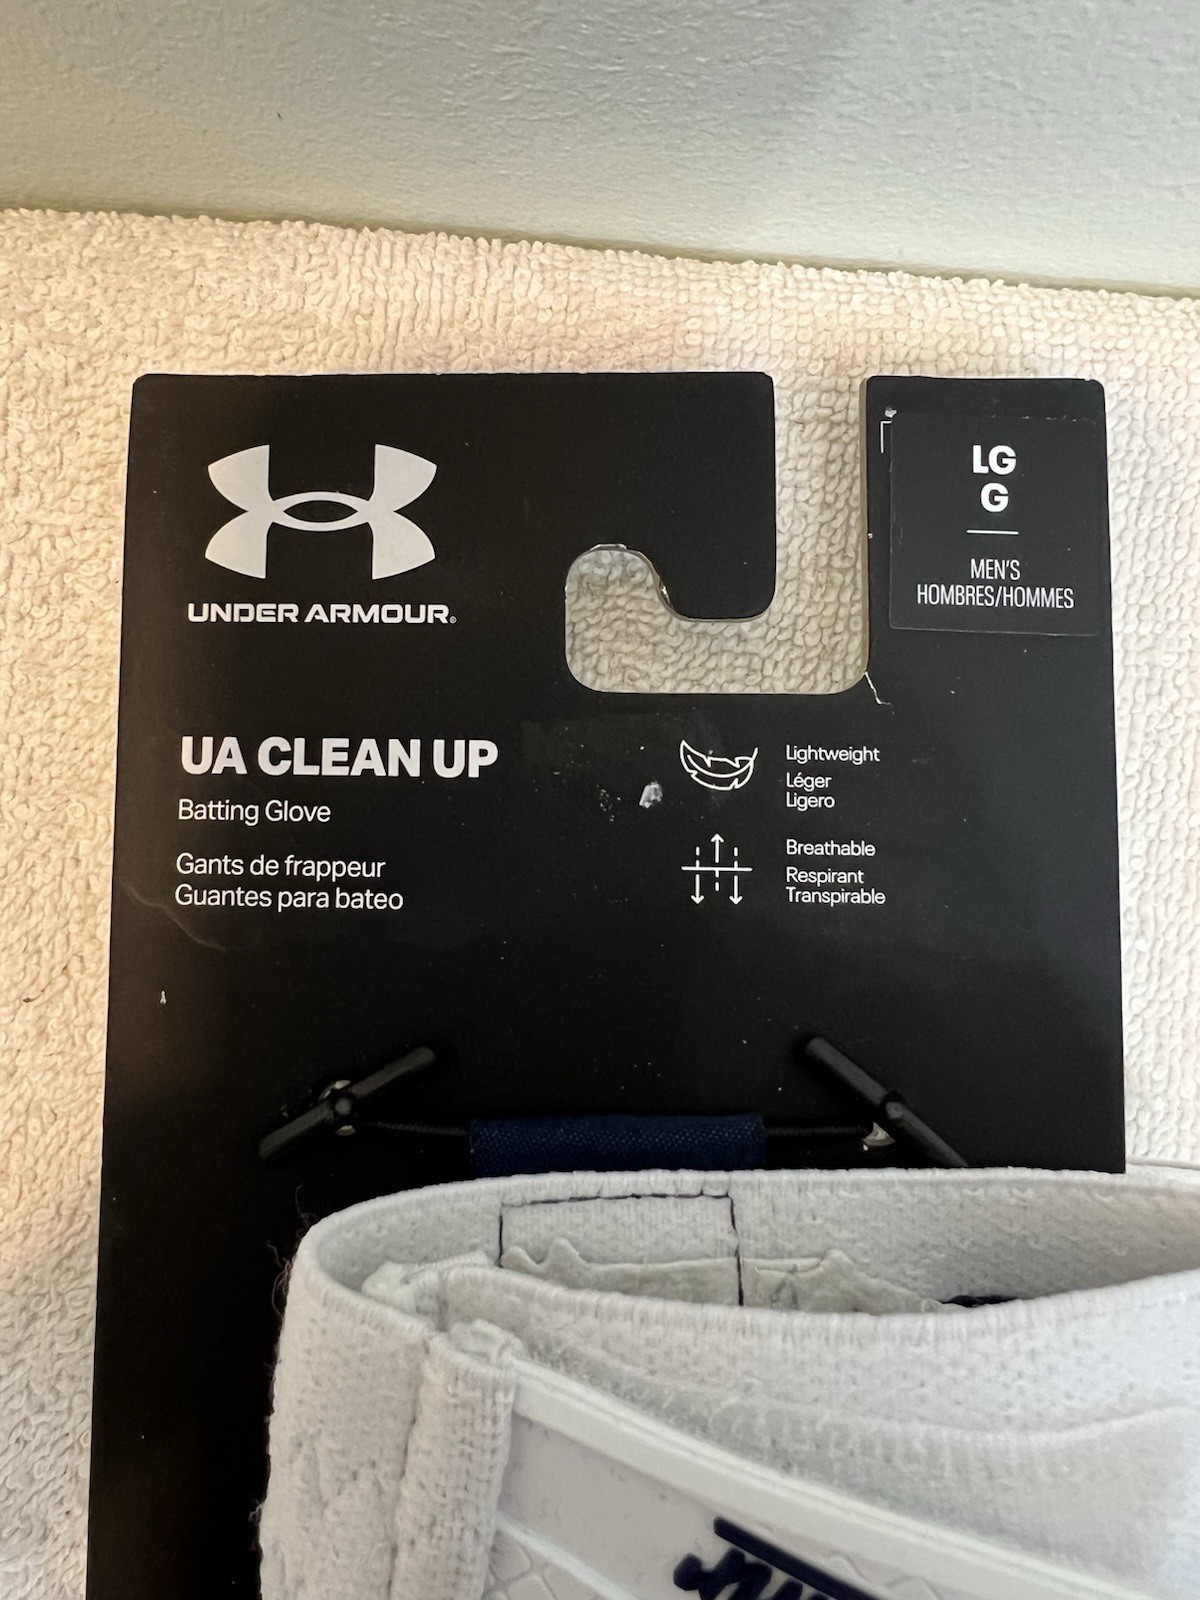 UNDER ARMOUR®
LG
G
MEN'S
HOMBRES/HOMMES
UA CLEAN UP
Batting Glove
Gants de frappeur
Guantes para bateo
Lightweight
Léger
Ligero
Breathable
Respirant
Transpirable